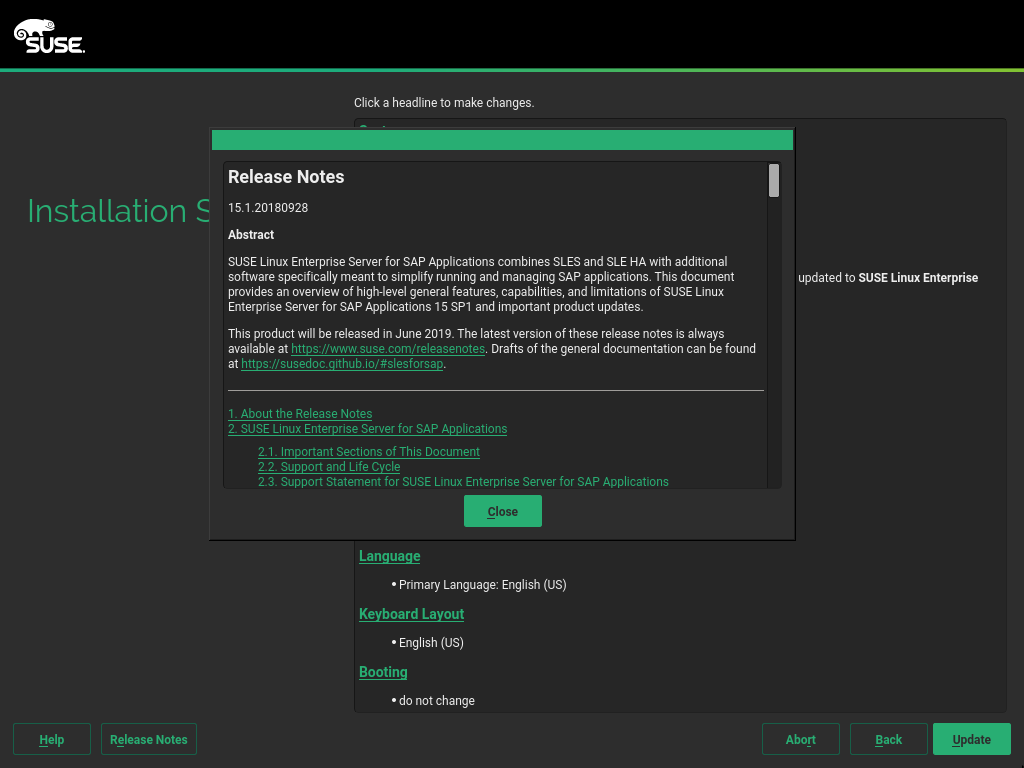 SUSE
Click a headline to make changes.
Installation S
Release Notes
15.1.20180928
Abstract
SUSE Linux Enterprise Server for SAP Applications combines SLES and SLE HA with additional
software specifically meant to simplify running and managing SAP applications. This document
provides an overview of high-level general features, capabilities, and limitations of SUSE Linux
Enterprise Server for SAP Applications 15 SP1 and important product updates.
updated to SUSE Linux Enterprise
This product will be released in June 2019. The latest version of these release notes is always
available at https://www.suse.com/releasenotes. Drafts of the general documentation can be found
at https://susedoc.github.io/#slesforsap.
1. About the Release Notes
2. SUSE Linux Enterprise Server for SAP Applications
2.1. Important Sections of This Document
2.2. Support and Life Cycle
2.3. Support Statement for SUSE Linux Enterprise Server for SAP Applications
Close
Language
• Primary Language: English (US)
Keyboard Layout
• English (US)
Booting
• do not change
Help
Release Notes
Abort
Back
Update